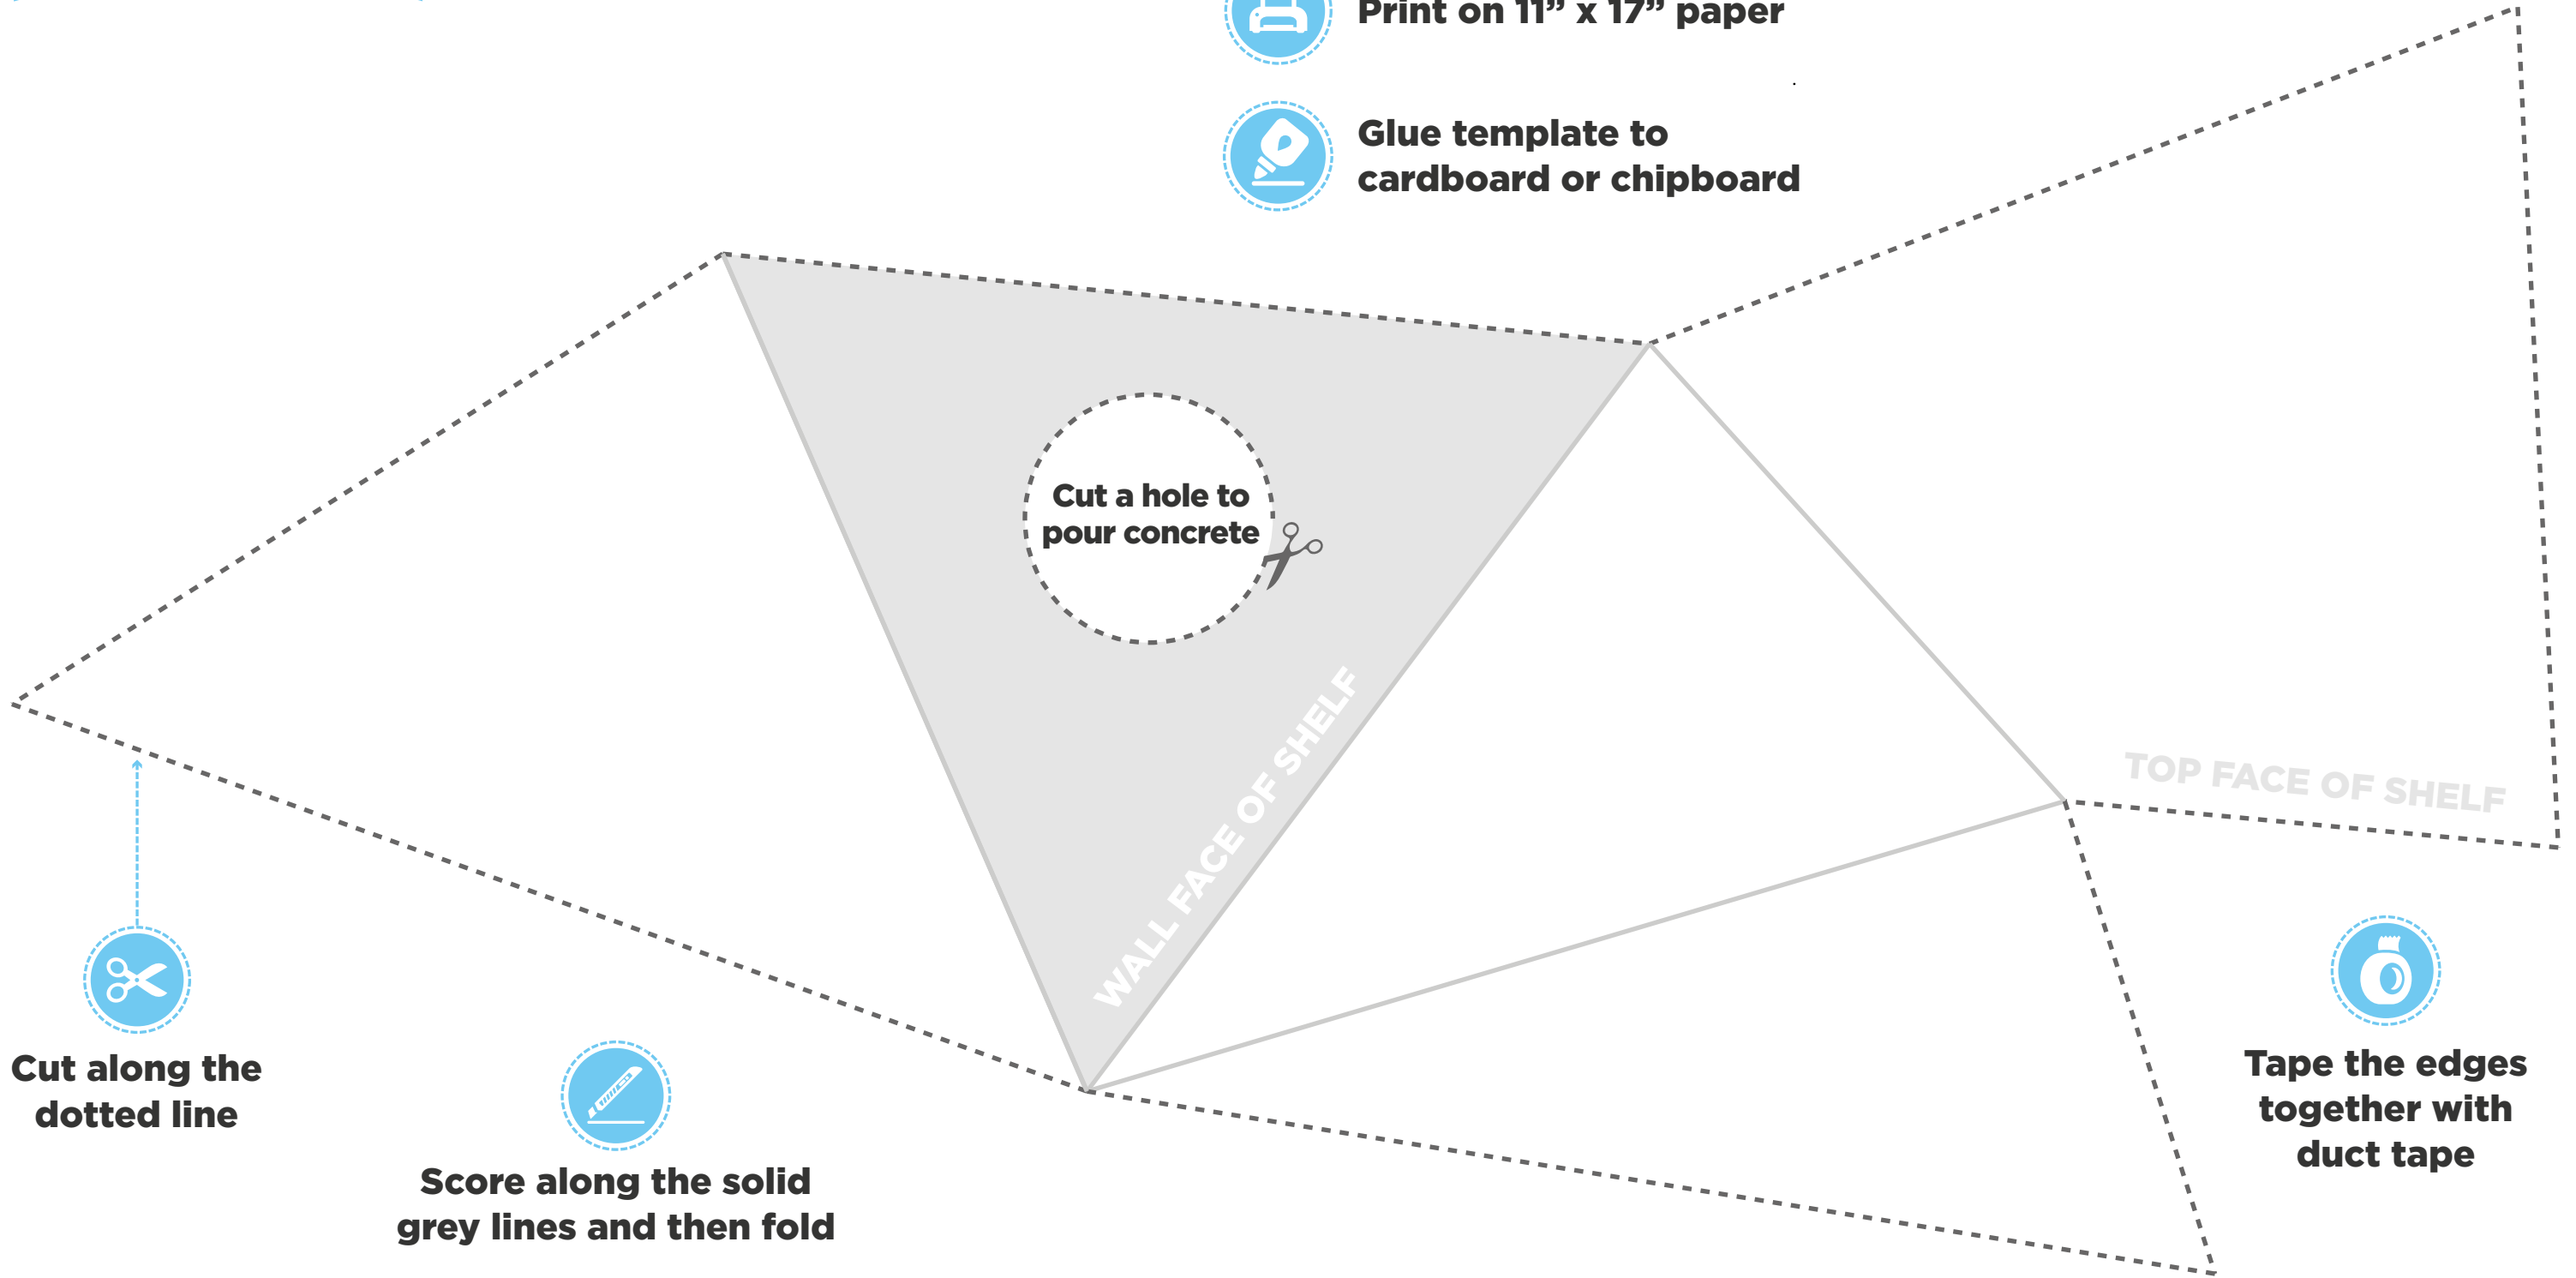 Print on 11” x 17” paper
Glue template to
cardboard or chipboard
Cut a hole to
pour concrete
WALL FACE OF SHELF
TOP FACE OF SHELF
Cut along the
dotted line
Score along the solid
grey lines and then fold
Tape the edges
together with
duct tape